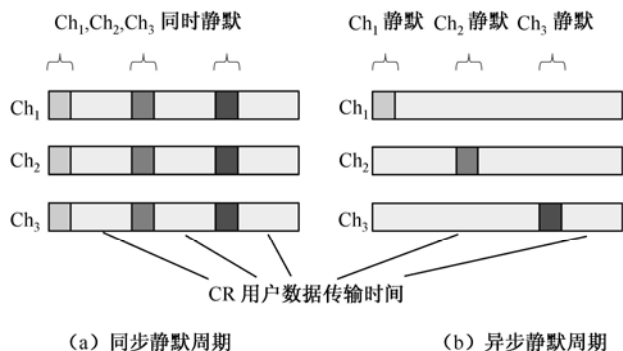 Ch1,Ch2,Ch3 同时静默
Ch1 静默 Ch2 静默 Ch3 静默
Ch1
Ch2
Ch3
Ch1
Ch2
Ch3
CR 用户数据传输时间
（a）同步静默周期
（b）异步静默周期